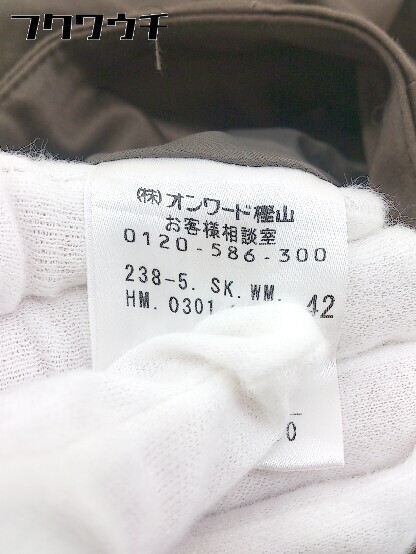 フクワウチ
(株)オンワード樫山
お客様相談室
0120-586-300
238-5. SK. WM. 42
HM. 0301
0